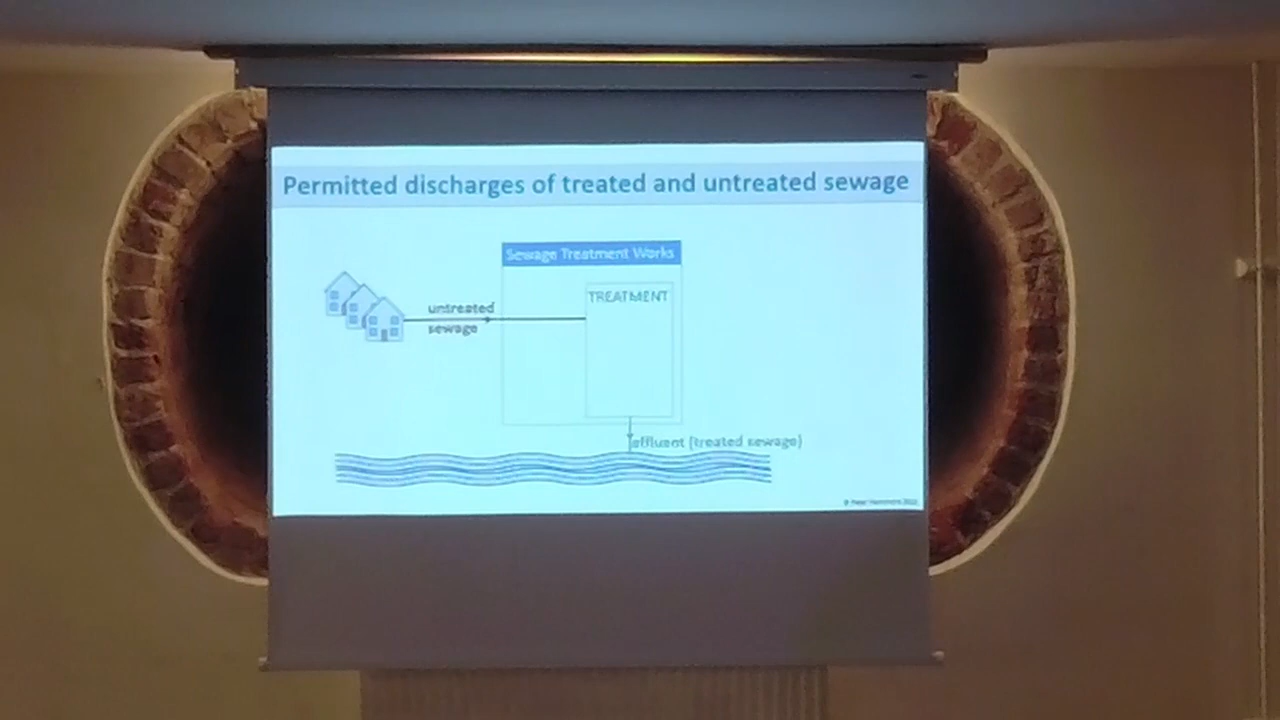 Permitted discharges of treated and untreated sewage
Sewage Treatment Works
TREATMENT
untreated
sewage
effluent (treated sewage)